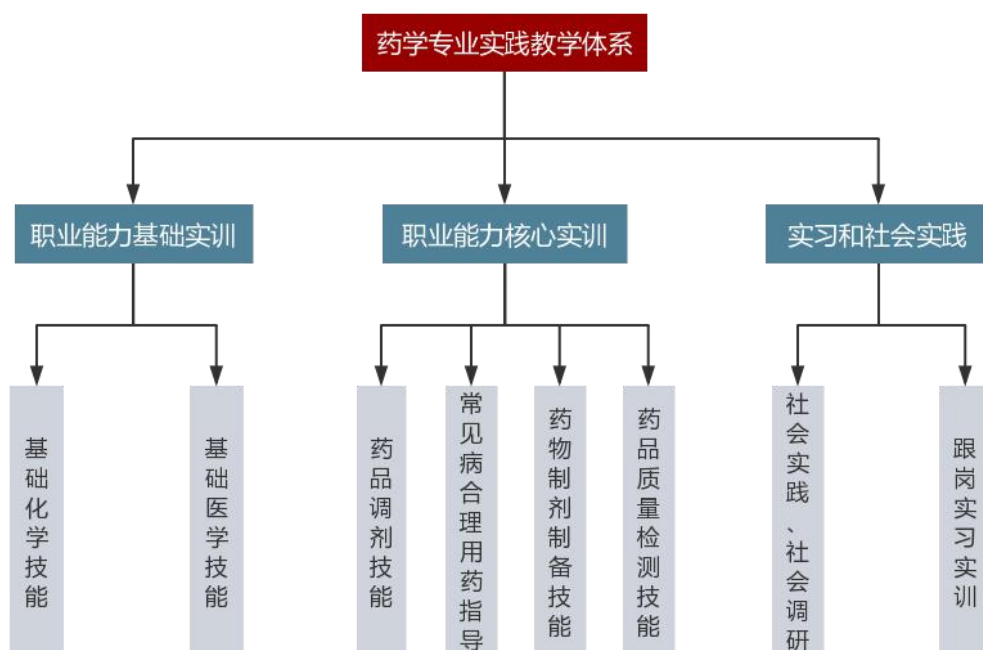 药学专业实践教学体系
职业能力基础实训
职业能力核心实训
实习和社会实践
基础化学技能
基础医学技能
药品调剂技能
常见病合理用药指导
药物制剂制备技能
药品质量检测技能
社会实践、社会调研
跟岗实习实训